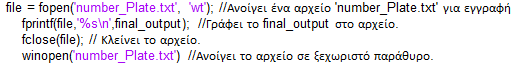 file = fopen('number_Plate.txt', 'wt'); //Ανοίγει ένα αρχείο 'number_Plate.txt' για εγγραφή
fprintf(file,'%s\n',final_output); //Γράφει το final_output στο αρχείο.
fclose(file); // Κλείνει το αρχείο.
winopen('number_Plate.txt') //Ανοίγει το αρχείο σε ξεχωριστό παράθυρο.